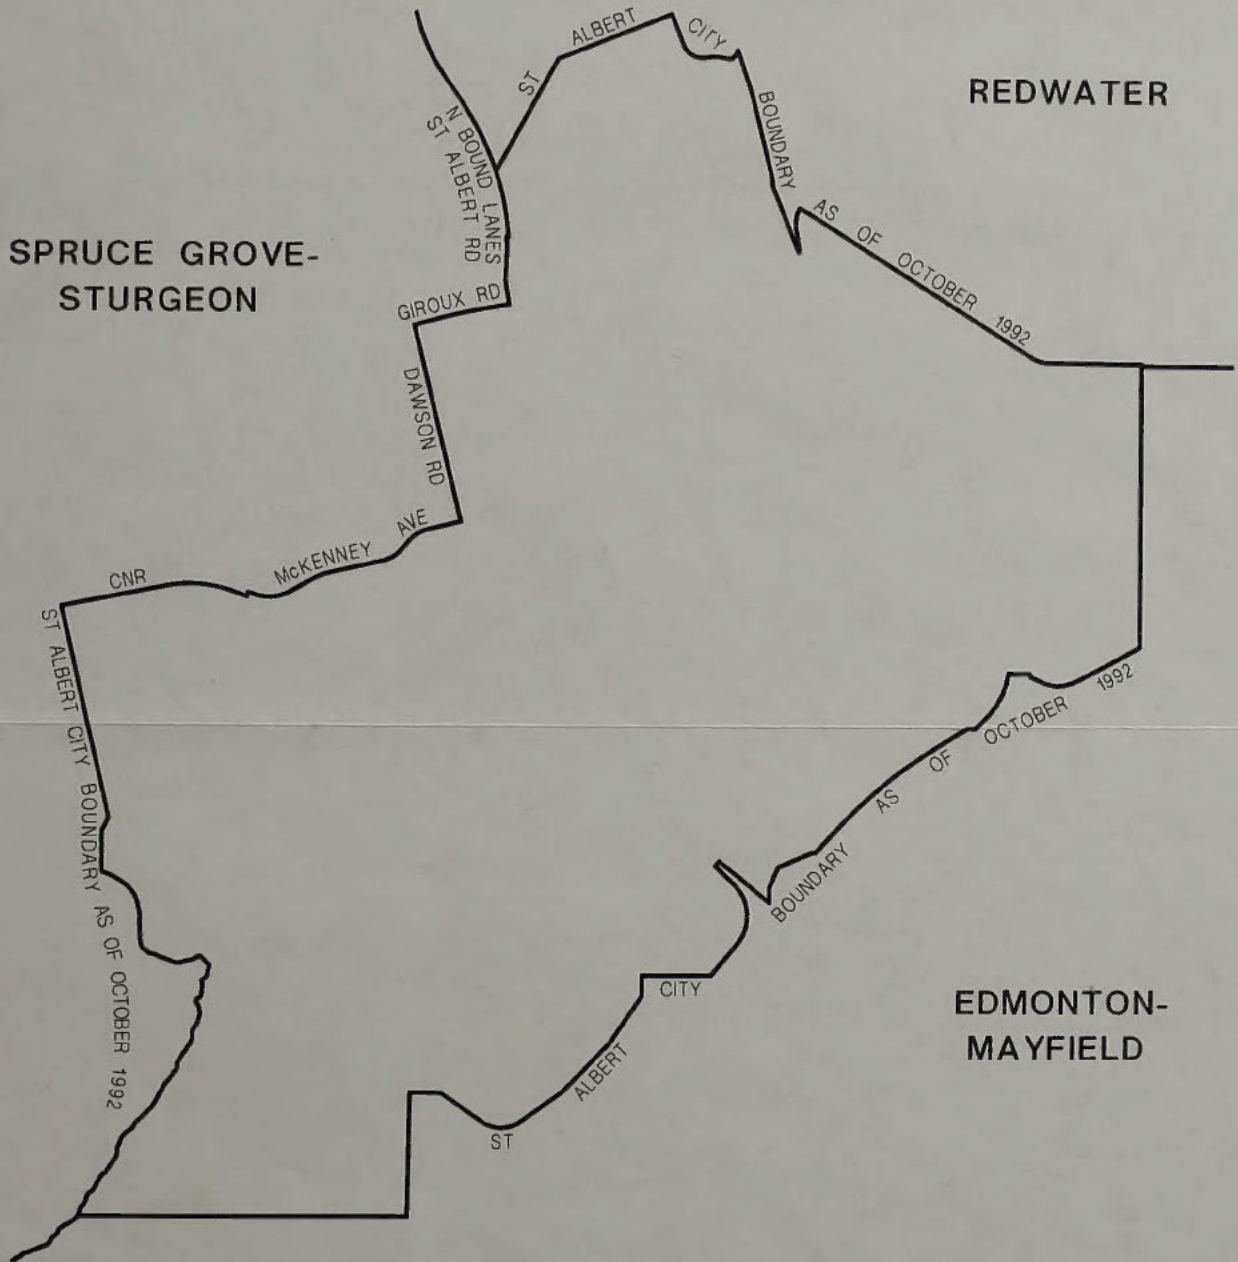 ST ALBERT CITY BOUNDARY AS OF OCTOBER 1992
REDWATER
N BOUND LANES
ST ALBERT RD
SPRUCE GROVE-
STURGEON
GIROUX RD
DAWSON RD
McKENNEY AVE
CNR
ST ALBERT CITY BOUNDARY AS OF OCTOBER 1992
ST ALBERT CITY BOUNDARY AS OF OCTOBER 1992
EDMONTON-
MAYFIELD